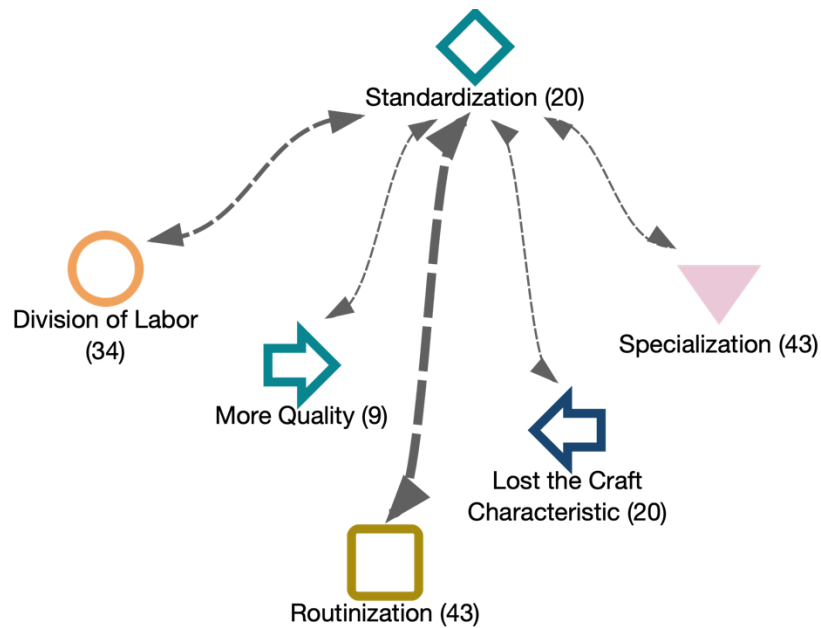 Standardization (20)
Division of Labor
(34)
Specialization (43)
More Quality (9)
Lost the Craft
Characteristic (20)
Routinization (43)